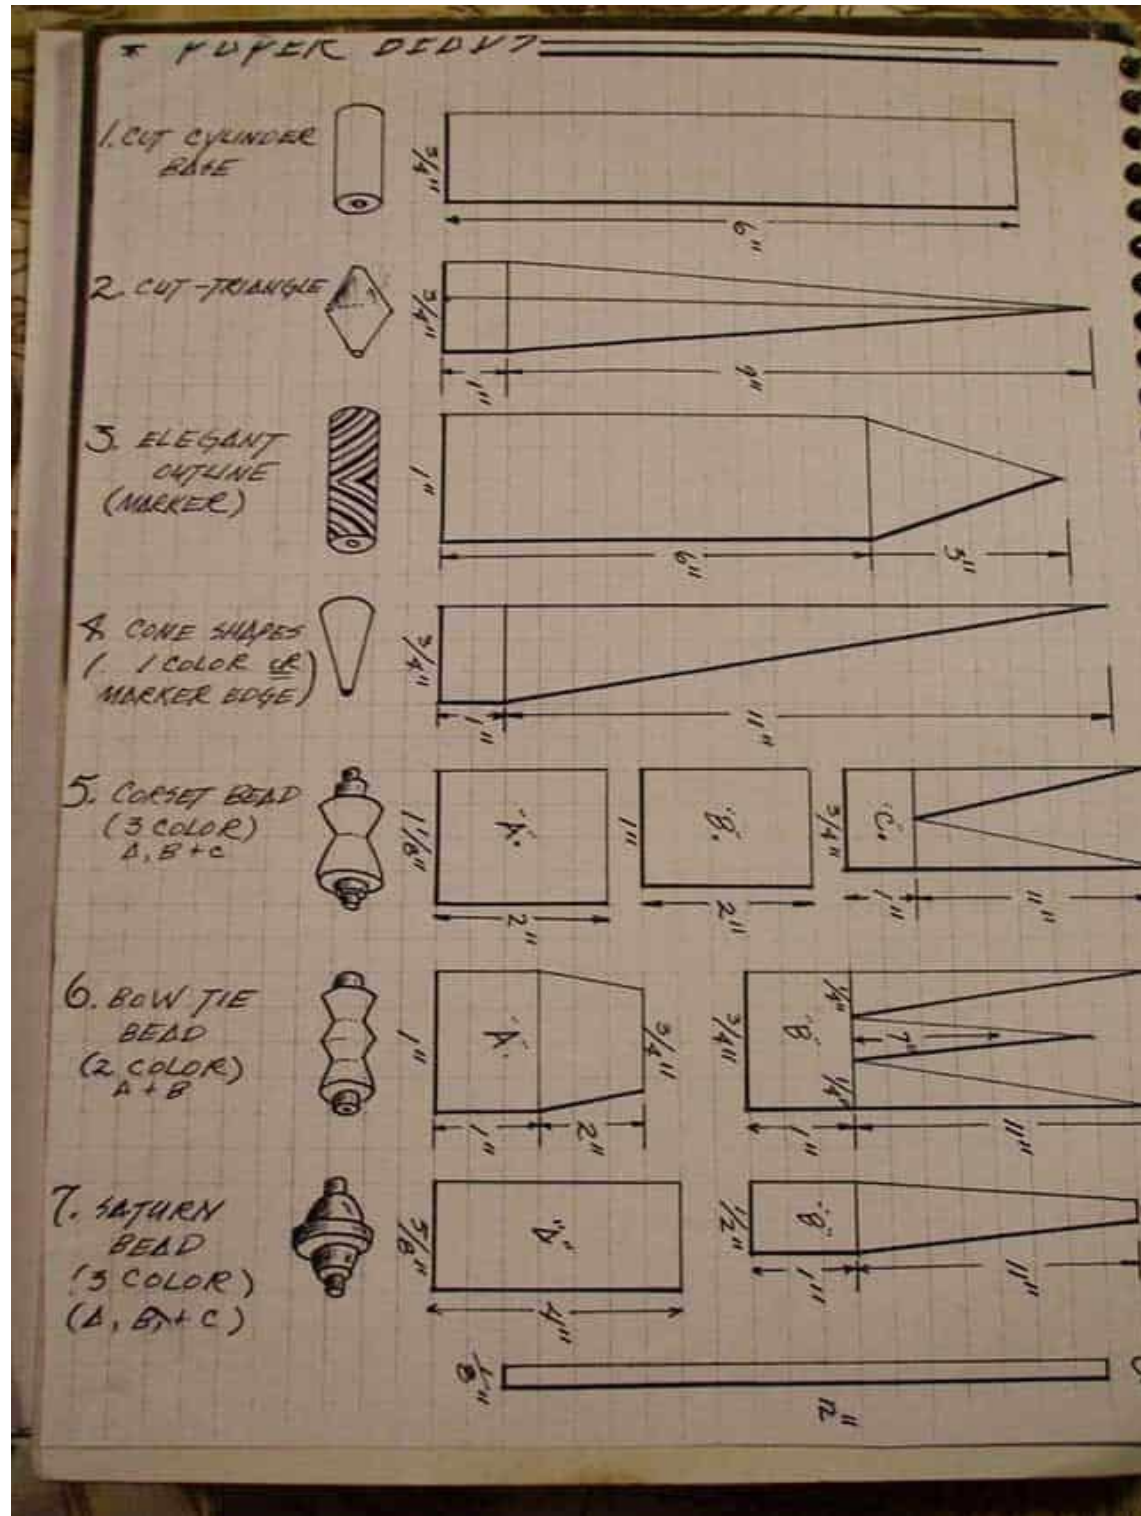 * PAPER BEADS
1. CUT CYLINDER
BASE
3/4"
6"
2. CUT-TRIANGLE
3/4"
1"
9"
3. ELEGANT
OUTLINE
(MARKER)
1"
6"
3"
4. CONE SHAPES
(1. 1 COLOR OR
MARKER EDGE)
3/4"
1"
11"
5. CORSET BEAD
(3 COLOR)
A, B + C
1 1/8"
"A"
2"
1"
"B"
2"
3/4"
"C"
1"
11"
6. BOW TIE
BEAD
(2 COLOR)
A + B
1"
"A"
3/4"
1"
2"
3/4"
"B"
1/4"
7"
1/4"
1"
11"
7. SATURN
BEAD
(3 COLOR)
(A, B, + C)
5/8"
"A"
4"
1/2"
"B"
1"
11"
1/8"
12"